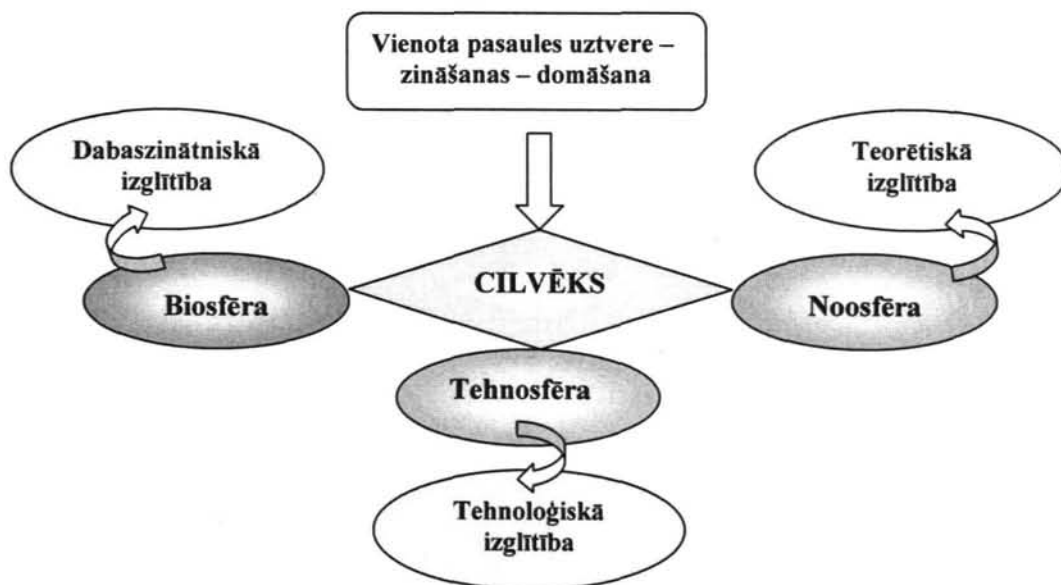 Vienota pasaules uztvere –
zināšanas – domāšana
Dabaszinātniskā
izglītība
Teorētiskā
izglītība
CILVĒKS
Biosfēra
Noosfēra
Tehnosfēra
Tehnoloģiskā
izglītība